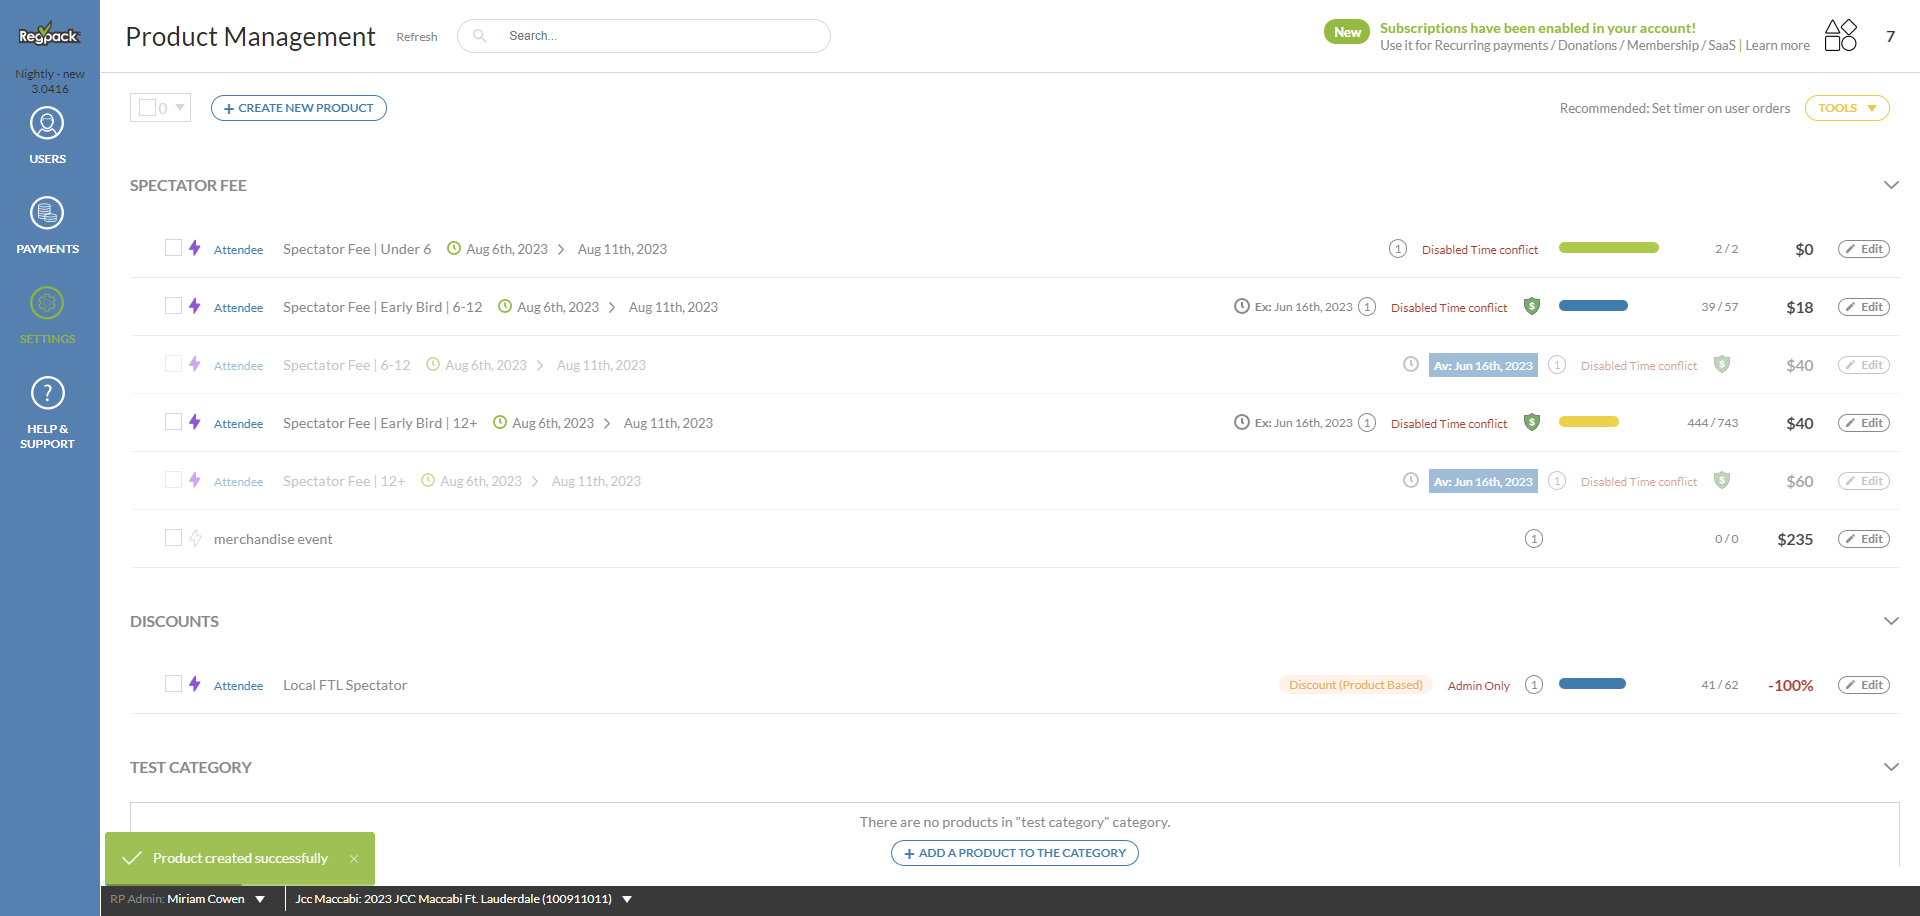 Regpack
Nightly - new
3.0416
USERS
PAYMENTS
SETTINGS
HELP &
SUPPORT
Product Management Refresh Search...
New Subscriptions have been enabled in your account!
Use it for Recurring payments / Donations / Membership / SaaS | Learn more
7
0 + CREATE NEW PRODUCT Recommended: Set timer on user orders TOOLS
SPECTATOR FEE
Attendee Spectator Fee | Under 6 Aug 6th, 2023 > Aug 11th, 2023 1 Disabled Time conflict 2 / 2 $0 Edit
Attendee Spectator Fee | Early Bird | 6-12 Aug 6th, 2023 > Aug 11th, 2023 Ex: Jun 16th, 2023 1 Disabled Time conflict $ 39 / 57 $18 Edit
Attendee Spectator Fee | 6-12 Aug 6th, 2023 > Aug 11th, 2023 Av: Jun 16th, 2023 1 Disabled Time conflict $ $40 Edit
Attendee Spectator Fee | Early Bird | 12+ Aug 6th, 2023 > Aug 11th, 2023 Ex: Jun 16th, 2023 1 Disabled Time conflict $ 444 / 743 $40 Edit
Attendee Spectator Fee | 12+ Aug 6th, 2023 > Aug 11th, 2023 Av: Jun 16th, 2023 1 Disabled Time conflict $ $60 Edit
merchandise event 1 0 / 0 $235 Edit
DISCOUNTS
Attendee Local FTL Spectator Discount (Product Based) Admin Only 1 41 / 62 -100% Edit
TEST CATEGORY
There are no products in "test category" category.
+ ADD A PRODUCT TO THE CATEGORY
Product created successfully ×
RP Admin: Miriam Cowen Jcc Maccabi: 2023 JCC Maccabi Ft. Lauderdale (100911011)